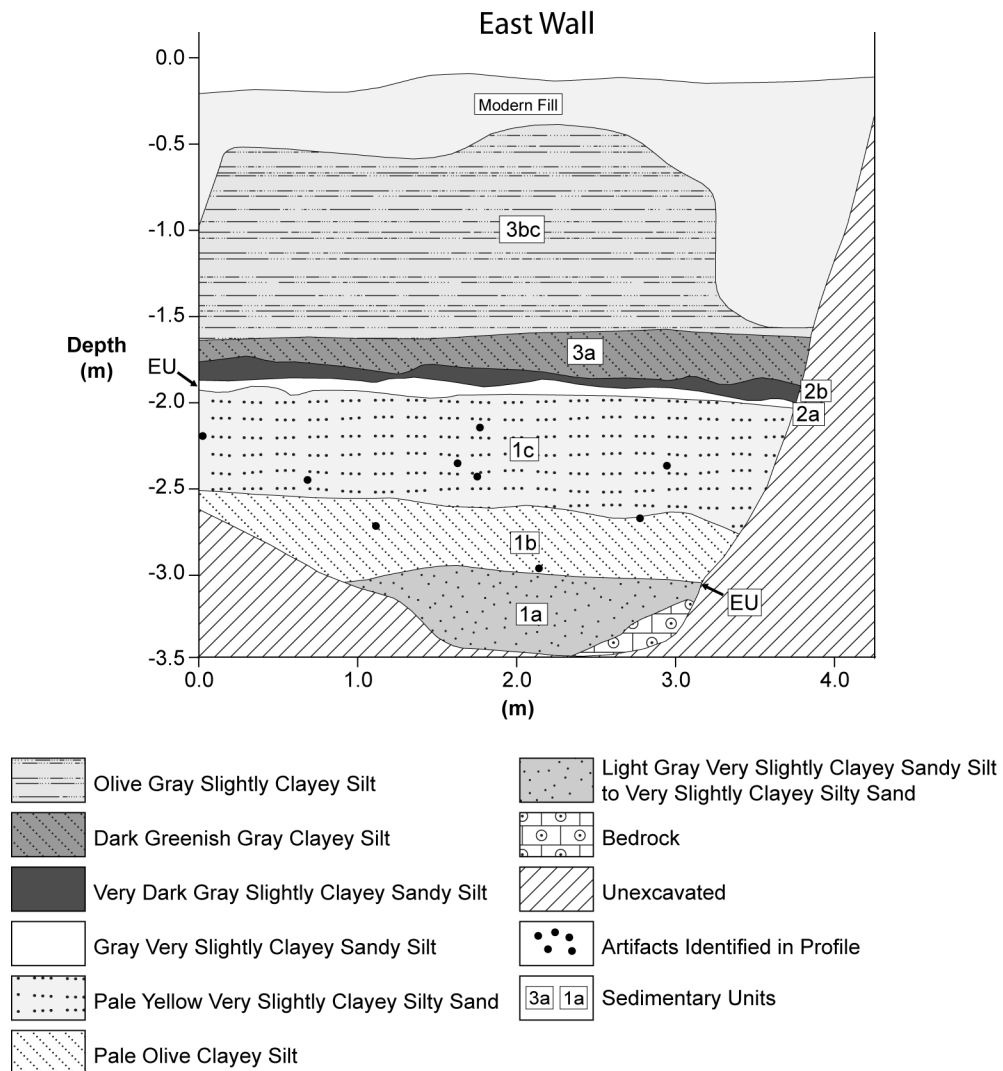 East Wall
0.0
Modern Fill
-0.5
3bc
-1.0
-1.5
Depth
(m)
3a
EU
2b
-2.0
2a
1c
-2.5
1b
-3.0
EU
1a
-3.5
0.0 1.0 2.0 3.0 4.0
(m)
Olive Gray Slightly Clayey Silt
Dark Greenish Gray Clayey Silt
Very Dark Gray Slightly Clayey Sandy Silt
Gray Very Slightly Clayey Sandy Silt
Pale Yellow Very Slightly Clayey Silty Sand
Pale Olive Clayey Silt
Light Gray Very Slightly Clayey Sandy Silt
to Very Slightly Clayey Silty Sand
Bedrock
Unexcavated
Artifacts Identified in Profile
3a 1a Sedimentary Units